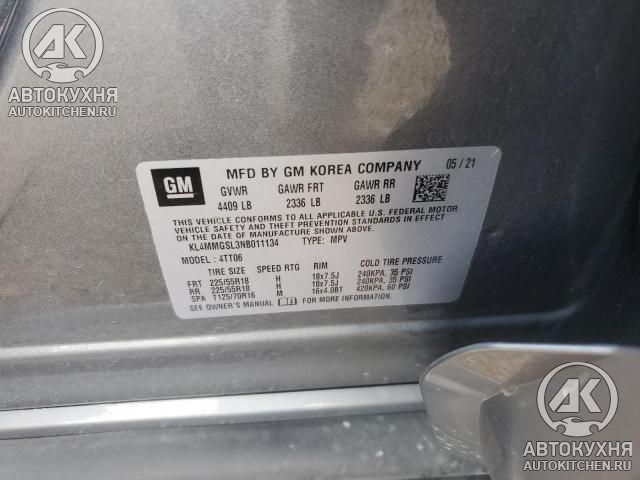 АК
АВТОКУХНЯ
AUTOKITCHEN.RU
GM
MFD BY GM KOREA COMPANY 05 / 21
GVWR GAWR FRT GAWR RR
4409 LB 2336 LB 2336 LB
THIS VEHICLE CONFORMS TO ALL APPLICABLE U.S. FEDERAL MOTOR
VEHICLE SAFETY AND THEFT PREVENTION STANDARDS IN EFFECT
ON THE DATE OF MANUFACTURE SHOWN ABOVE.
KL4MMGSL3NB011134 TYPE: MPV
MODEL : 4TT06
TIRE SIZE SPEED RTG RIM COLD TIRE PRESSURE
FRT 225/55R18 H 18x7.5J 240KPA, 35 PSI
RR 225/55R18 H 18x7.5J 240KPA, 35 PSI
SPA T125/70R16 M 16x4.0BT 420KPA, 60 PSI
SEE OWNER'S MANUAL FOR MORE INFORMATION.
АК
АВТОКУХНЯ
AUTOKITCHEN.RU